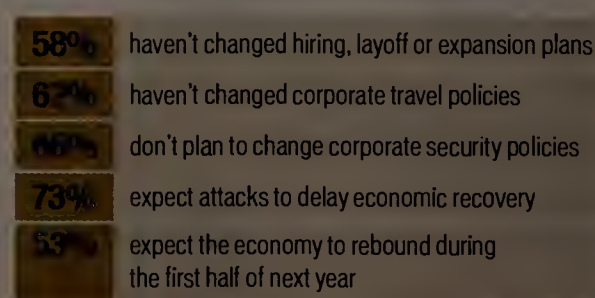 58% haven't changed hiring, layoff or expansion plans
haven't changed corporate travel policies
don't plan to change corporate security policies
73% expect attacks to delay economic recovery
53% expect the economy to rebound during
the first half of next year